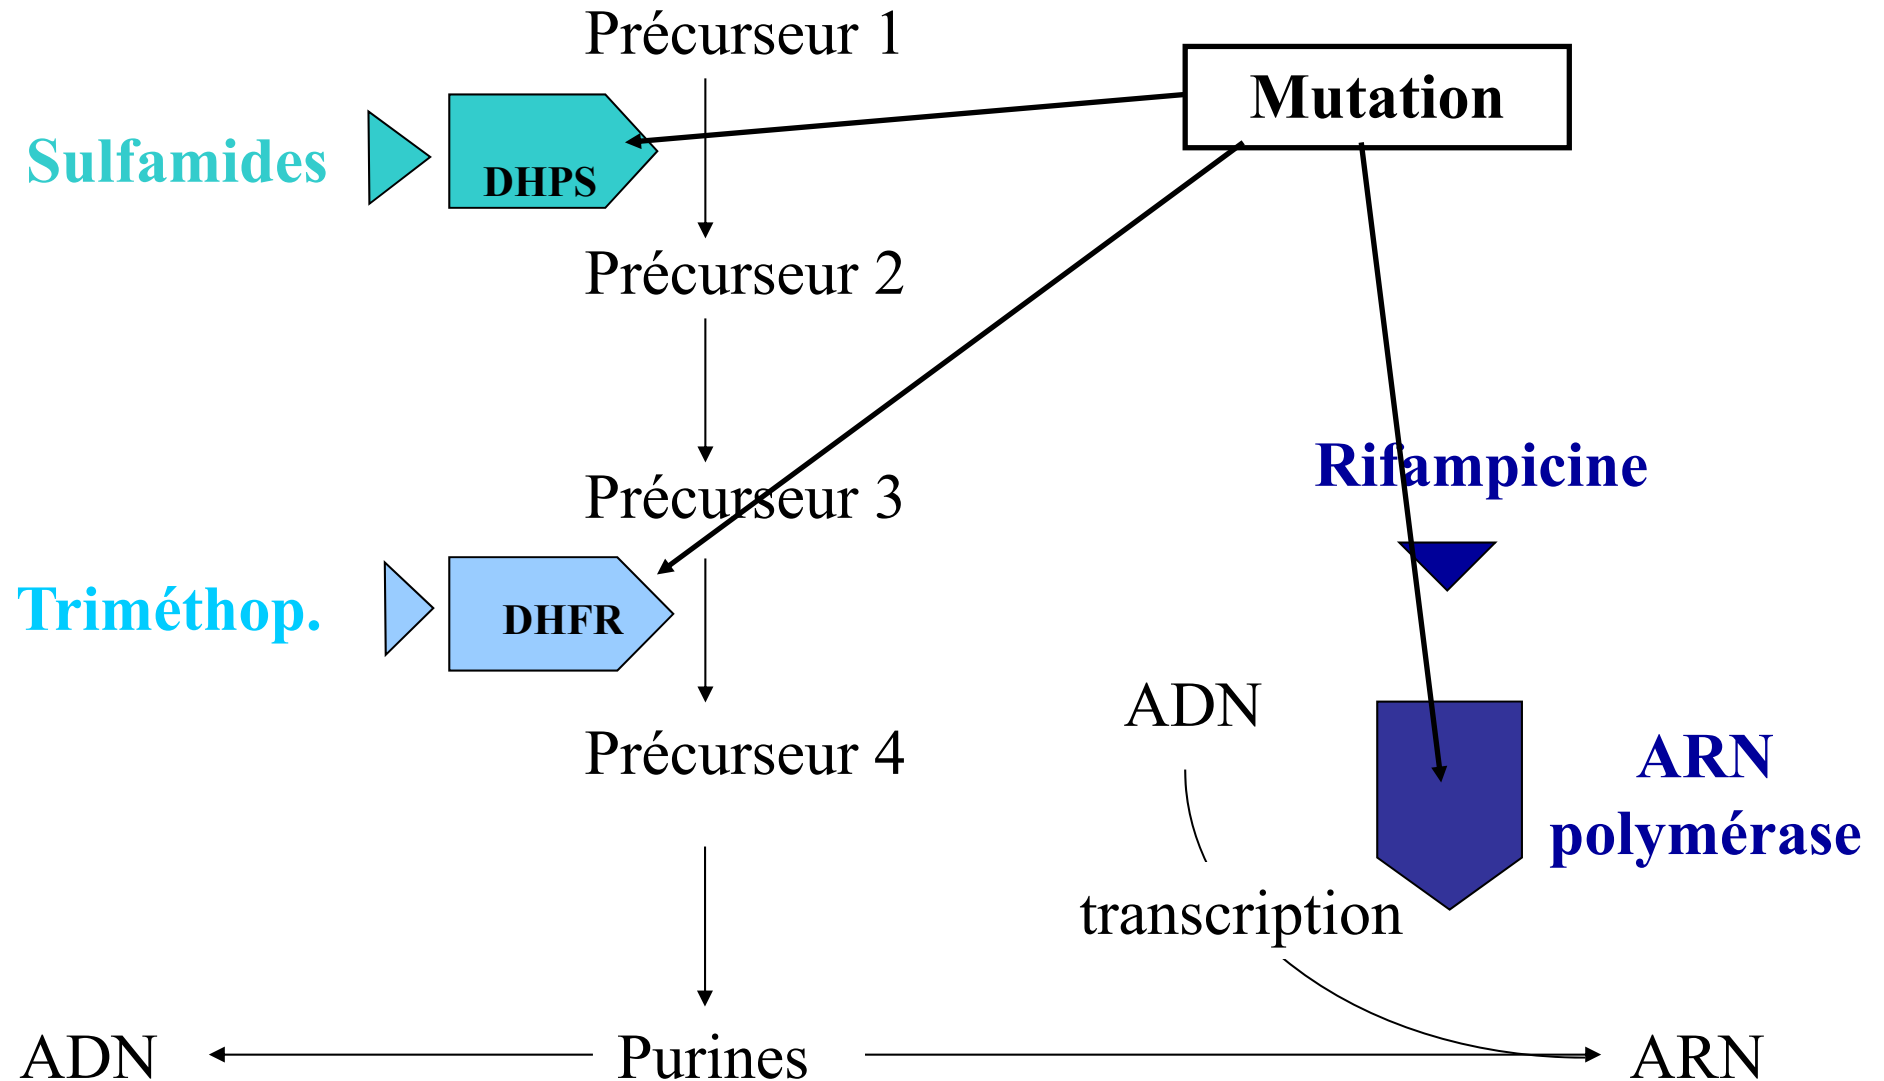 Précurseur 1
Mutation
Sulfamides
DHPS
Précurseur 2
Rifampicine
Précurseur 3
Triméthop.
DHFR
ADN
Précurseur 4
ARN
polymérase
transcription
ADN
Purines
ARN